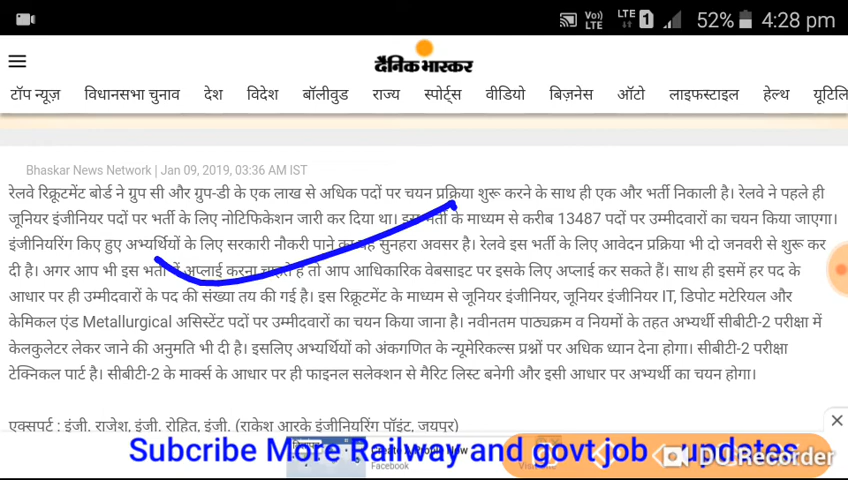 Vo)) LTE LTE 1 52% 4:28 pm
दैनिक भास्कर
टॉप न्यूज़ विधानसभा चुनाव देश विदेश बॉलीवुड राज्य स्पोर्ट्स वीडियो बिज़नेस ऑटो लाइफस्टाइल हेल्थ यूटिलि
Bhaskar News Network | Jan 09, 2019, 03:36 AM IST
रेलवे रिक्रूटमेंट बोर्ड ने ग्रुप सी और ग्रुप-डी के एक लाख से अधिक पदों पर चयन प्रक्रिया शुरू करने के साथ ही एक और भर्ती निकाली है। रेलवे ने पहले ही
जूनियर इंजीनियर पदों पर भर्ती के लिए नोटिफिकेशन जारी कर दिया था। इस भर्ती के माध्यम से करीब 13487 पदों पर उम्मीदवारों का चयन किया जाएगा।
इंजीनियरिंग किए हुए अभ्यर्थियों के लिए सरकारी नौकरी पाने का यह सुनहरा अवसर है। रेलवे इस भर्ती के लिए आवेदन प्रक्रिया भी दो जनवरी से शुरू कर
दी है। अगर आप भी इस भर्ती में अप्लाई करना चाहते हैं तो आप आधिकारिक वेबसाइट पर इसके लिए अप्लाई कर सकते हैं। साथ ही इसमें हर पद के
आधार पर ही उम्मीदवारों के पद की संख्या तय की गई है। इस रिक्रूटमेंट के माध्यम से जूनियर इंजीनियर, जूनियर इंजीनियर IT, डिपोट मटेरियल और
केमिकल एंड Metallurgical असिस्टेंट पदों पर उम्मीदवारों का चयन किया जाना है। नवीनतम पाठ्यक्रम व नियमों के तहत अभ्यर्थी सीबीटी-2 परीक्षा में
केलकुलेटर लेकर जाने की अनुमति भी दी है। इसलिए अभ्यर्थियों को अंकगणित के न्यूमेरिकल्स प्रश्नों पर अधिक ध्यान देना होगा। सीबीटी-2 परीक्षा
टेक्निकल पार्ट है। सीबीटी-2 के मार्क्स के आधार पर ही फाइनल सलेक्शन से मैरिट लिस्ट बनेगी और इसी आधार पर अभ्यर्थी का चयन होगा।
एक्सपर्ट : इंजी. राजेश, इंजी. रोहित, इंजी. (राकेश आरके इंजीनियरिंग पॉइंट, जयपुर)
Subcribe More Railway and govt job updates
Facebook
DU Recorder